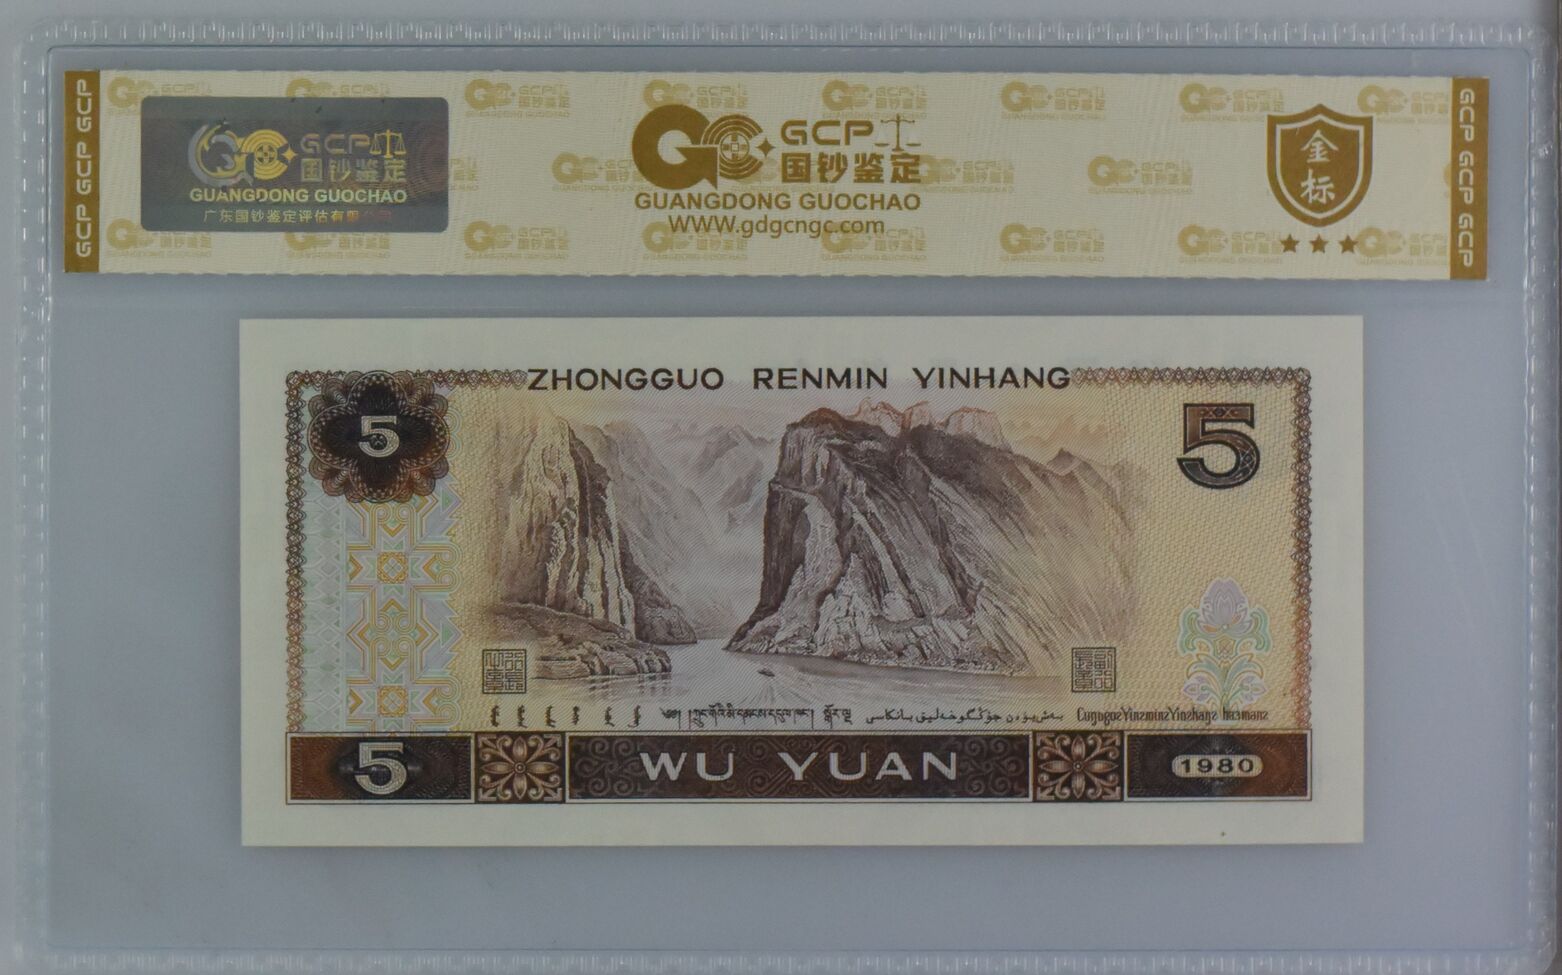 GCP GCP GCP
GCP 国钞鉴定
GUANGDONG GUOCHAO
广东国钞鉴定评估有限公司
GCP
国钞鉴定
GUANGDONG GUOCHAO
WWW.gdgcngc.com
金标
GCP GCP GCP
ZHONGGUO RENMIN YINHANG
5
5
5
WU YUAN
1980